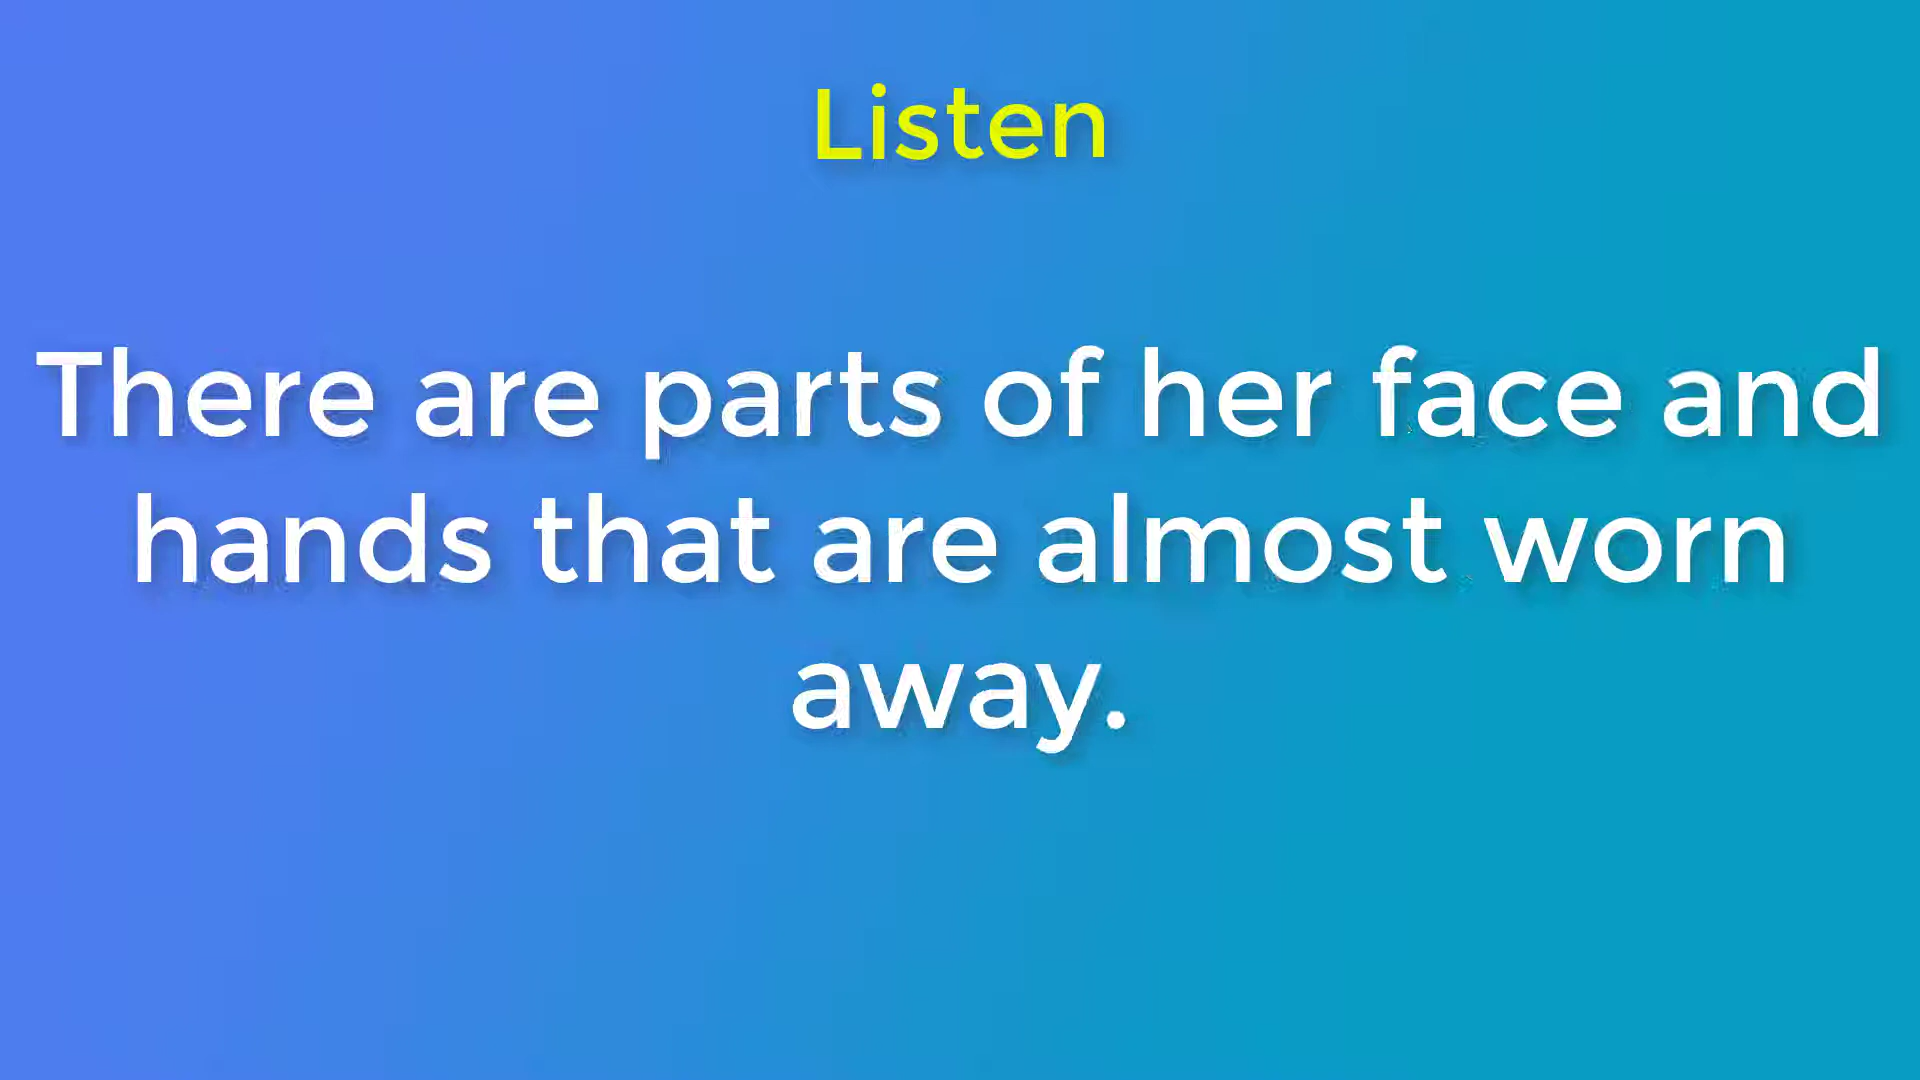 Listen
There are parts of her face and
hands that are almost worn
away.